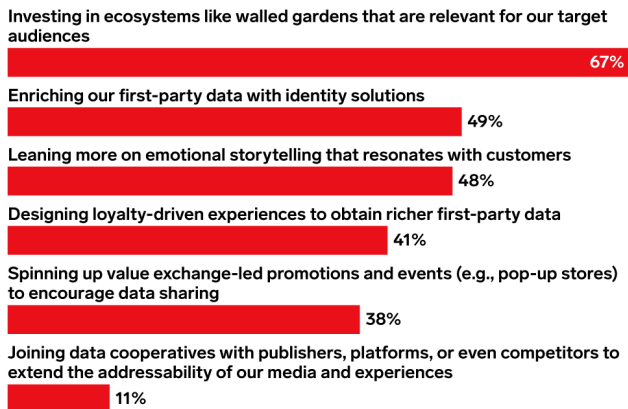 Investing in ecosystems like walled gardens that are relevant for our target
audiences
67%
Enriching our first-party data with identity solutions
49%
Leaning more on emotional storytelling that resonates with customers
48%
Designing loyalty-driven experiences to obtain richer first-party data
41%
Spinning up value exchange-led promotions and events (e.g., pop-up stores)
to encourage data sharing
38%
Joining data cooperatives with publishers, platforms, or even competitors to
extend the addressability of our media and experiences
11%